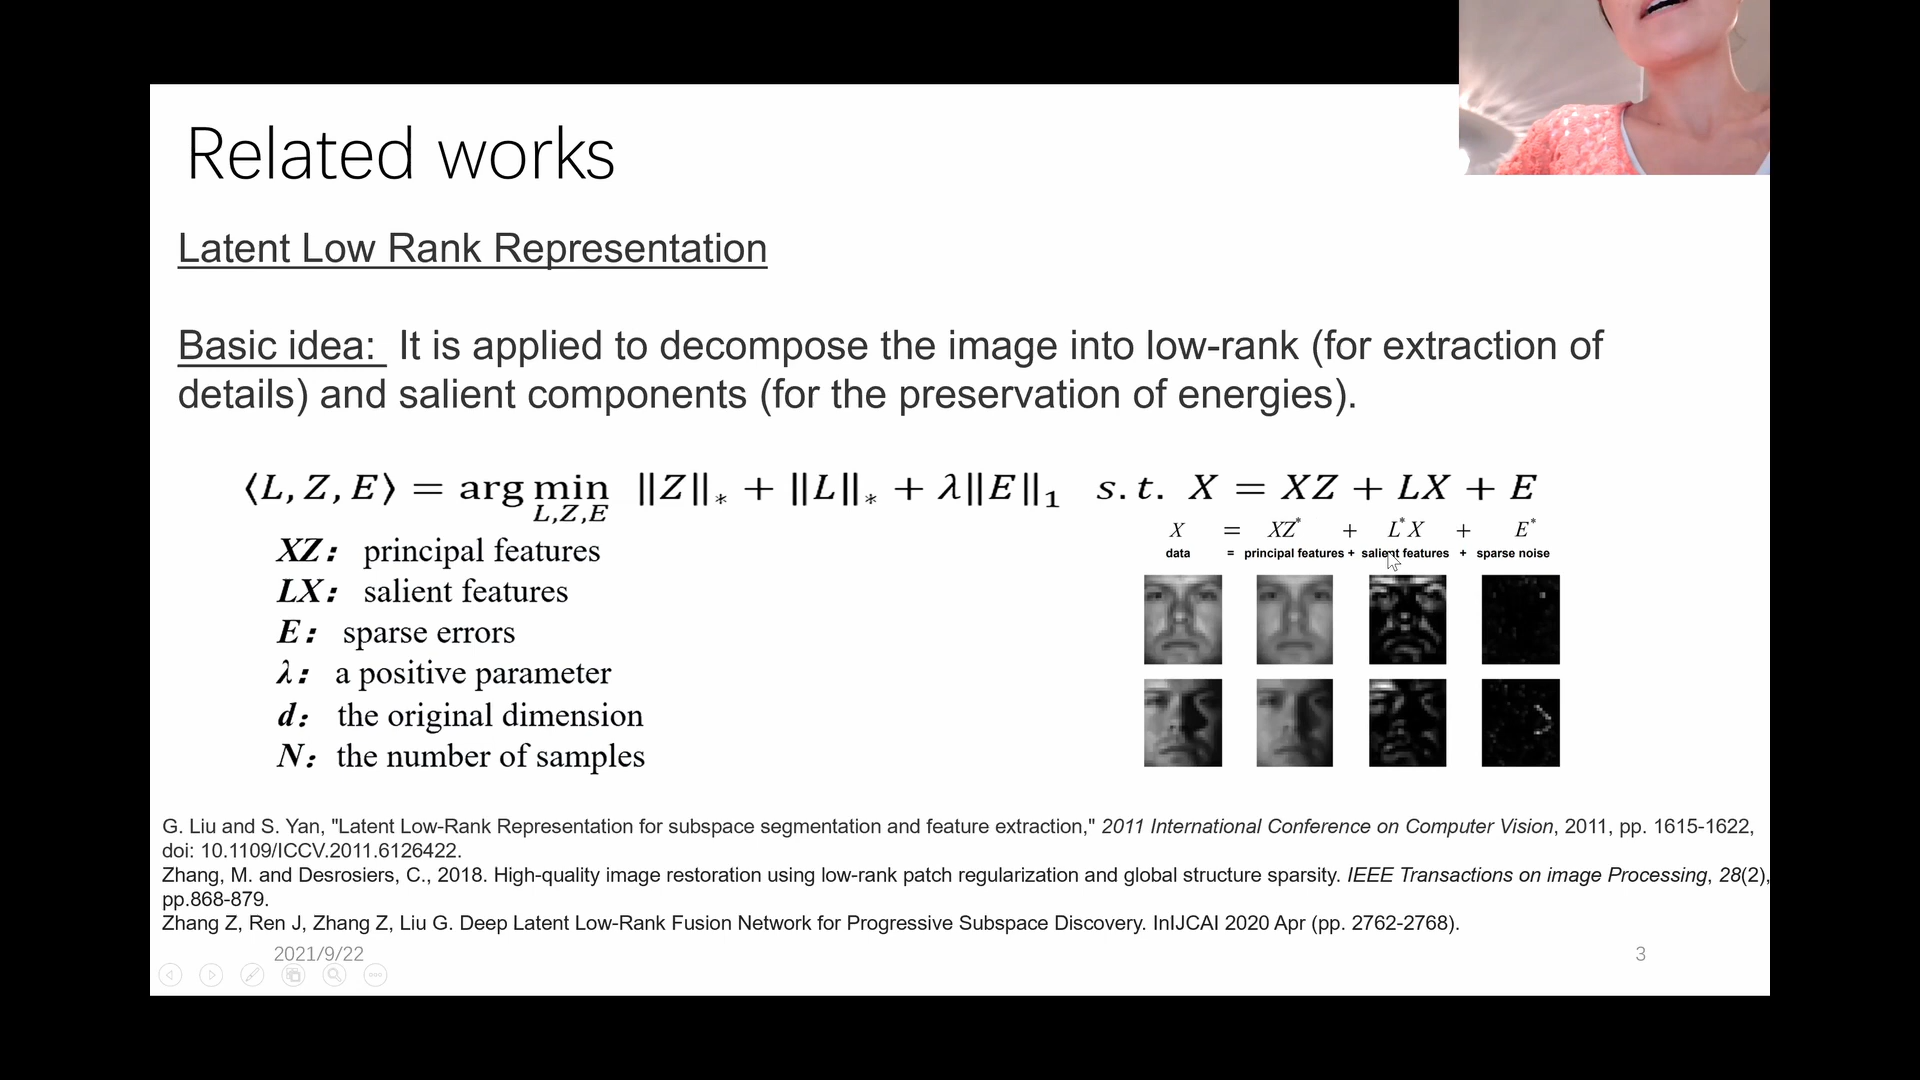 Related works
Latent Low Rank Representation
Basic idea: It is applied to decompose the image into low-rank (for extraction of
details) and salient components (for the preservation of energies).
⟨L, Z, E⟩ = arg min ‖Z‖* + ‖L‖* + λ‖E‖1 s.t. X = XZ + LX + E
L,Z,E
XZ: principal features
LX: salient features
E: sparse errors
λ: a positive parameter
d: the original dimension
N: the number of samples
X = XZ* + L*X + E*
data = principal features + salient features + sparse noise
G. Liu and S. Yan, "Latent Low-Rank Representation for subspace segmentation and feature extraction," 2011 International Conference on Computer Vision, 2011, pp. 1615-1622,
doi: 10.1109/ICCV.2011.6126422.
Zhang, M. and Desrosiers, C., 2018. High-quality image restoration using low-rank patch regularization and global structure sparsity. IEEE Transactions on image Processing, 28(2),
pp.868-879.
Zhang Z, Ren J, Zhang Z, Liu G. Deep Latent Low-Rank Fusion Network for Progressive Subspace Discovery. InIJCAI 2020 Apr (pp. 2762-2768).
2021/9/22
3